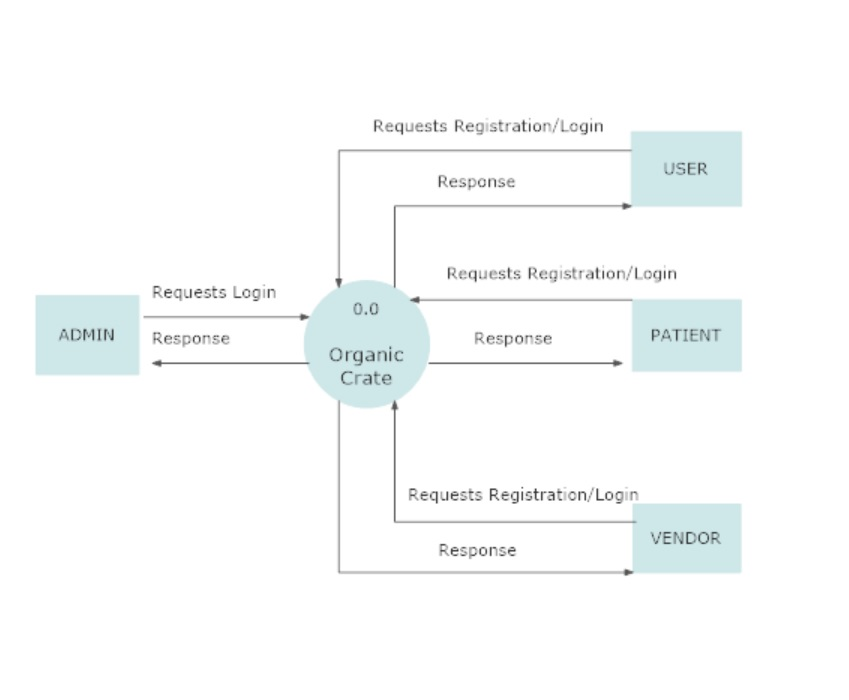 Requests Registration/Login
USER
Response
Requests Registration/Login
Requests Login
0.0
ADMIN
Response
Organic
Crate
Response
PATIENT
Requests Registration/Login
VENDOR
Response